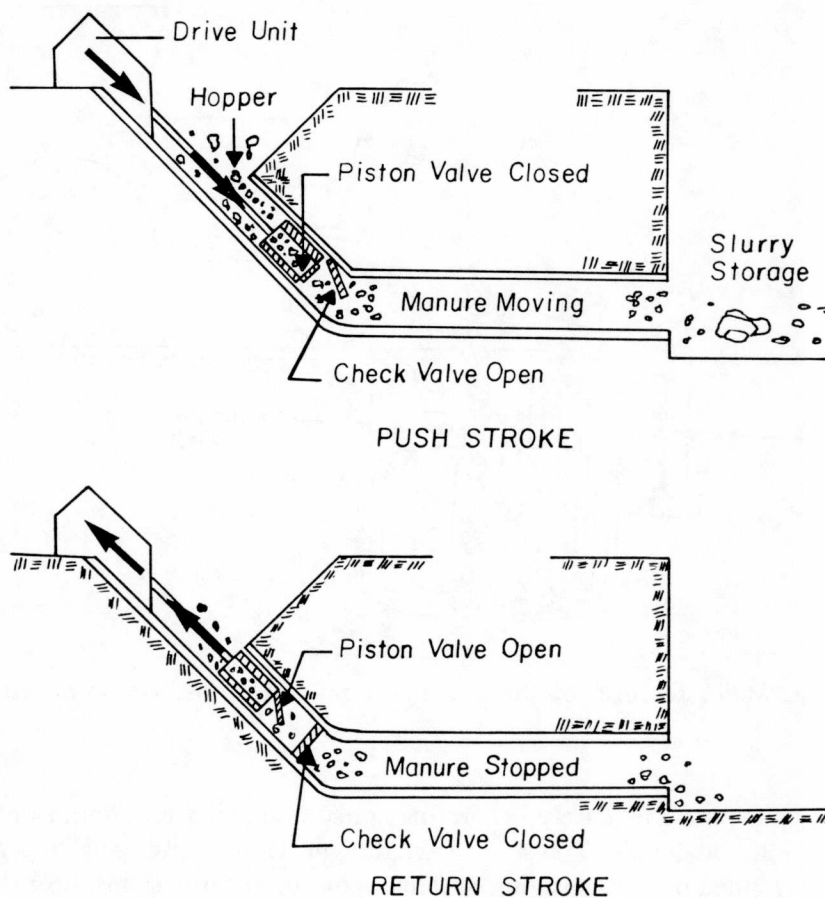 Drive Unit
Hopper
Piston Valve Closed
Slurry
Storage
Manure Moving
Check Valve Open
PUSH STROKE
Piston Valve Open
Manure Stopped
Check Valve Closed
RETURN STROKE